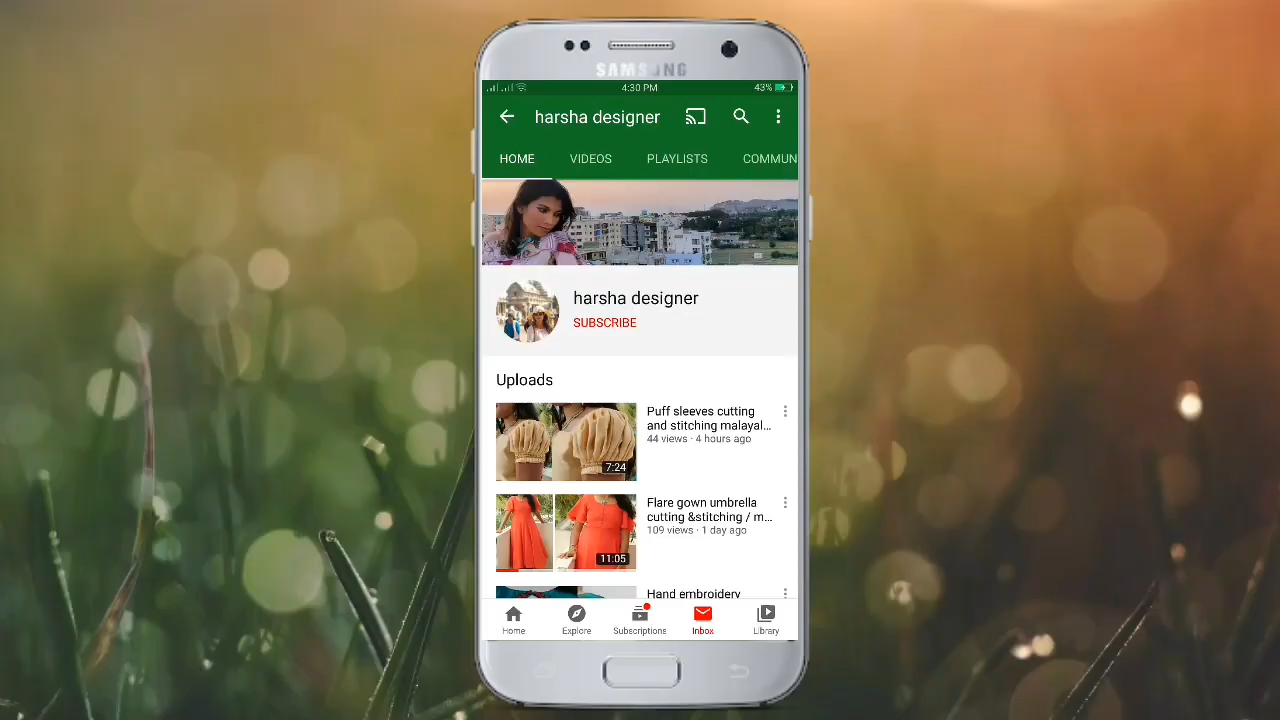 SAMSUNG
4:30 PM
43%
harsha designer
HOME
VIDEOS
PLAYLISTS
COMMUN
harsha designer
SUBSCRIBE
Uploads
7:24
Puff sleeves cutting
and stitching malayal...
44 views · 4 hours ago
11:05
Flare gown umbrella
cutting &stitching / m...
109 views · 1 day ago
Hand embroidery
Home
Explore
Subscriptions
Inbox
Library